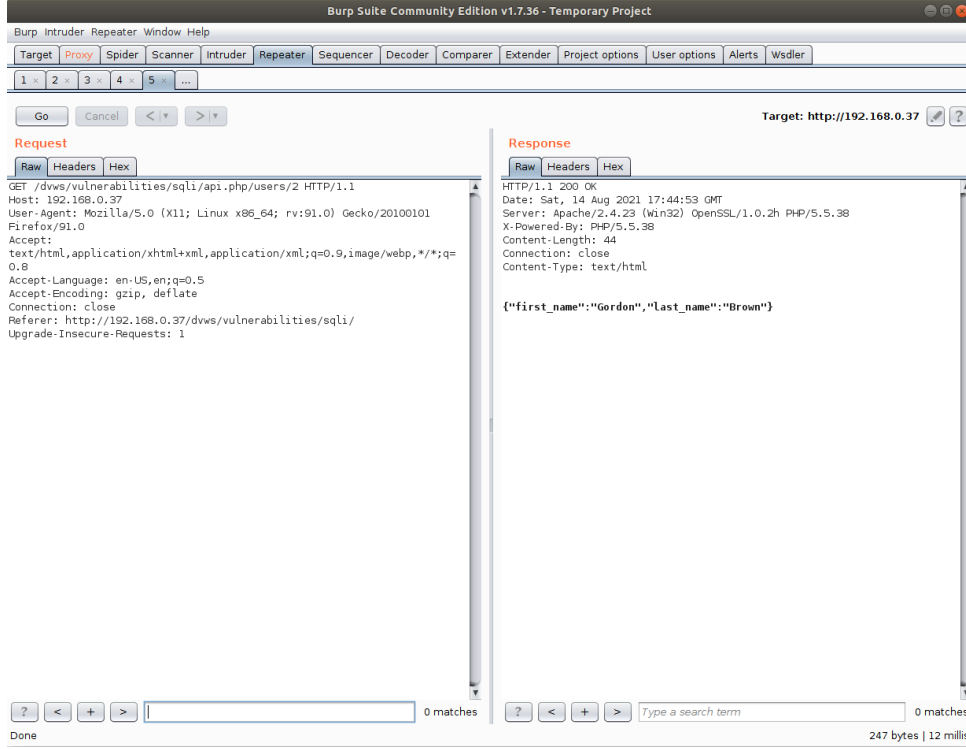 Burp Suite Community Edition v1.7.36 - Temporary Project
Burp Intruder Repeater Window Help
Target Proxy Spider Scanner Intruder Repeater Sequencer Decoder Comparer Extender Project options User options Alerts Wsdler
1 × 2 × 3 × 4 × 5 × ...
Go Cancel < > Target: http://192.168.0.37 ?
Request
Raw Headers Hex
GET /dvws/vulnerabilities/sqli/api.php/users/2 HTTP/1.1
Host: 192.168.0.37
User-Agent: Mozilla/5.0 (X11; Linux x86_64; rv:91.0) Gecko/20100101
Firefox/91.0
Accept:
text/html,application/xhtml+xml,application/xml;q=0.9,image/webp,*/*;q=
0.8
Accept-Language: en-US,en;q=0.5
Accept-Encoding: gzip, deflate
Connection: close
Referer: http://192.168.0.37/dvws/vulnerabilities/sqli/
Upgrade-Insecure-Requests: 1
? < + > 0 matches
Response
Raw Headers Hex
HTTP/1.1 200 OK
Date: Sat, 14 Aug 2021 17:44:53 GMT
Server: Apache/2.4.23 (Win32) OpenSSL/1.0.2h PHP/5.5.38
X-Powered-By: PHP/5.5.38
Content-Length: 44
Connection: close
Content-Type: text/html
{"first_name":"Gordon","last_name":"Brown"}
? < + > Type a search term 0 matches
Done 247 bytes | 12 millis